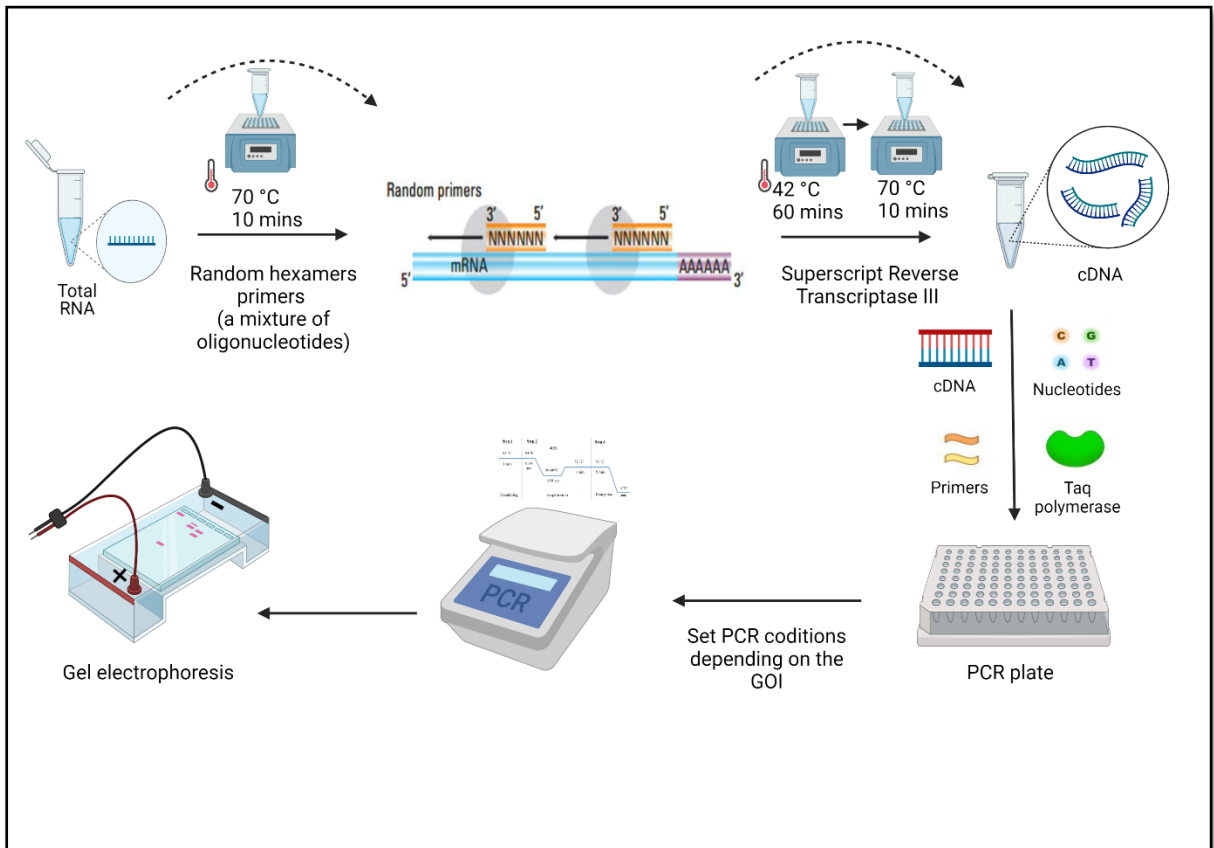 70 °C
10 mins
Total
RNA
Random hexamers
primers
(a mixture of
oligonucleotides)
Random primers
3′ 5′ 3′ 5′
NNNNNN NNNNNN
mRNA AAAAAA
5′ 3′
42 °C 70 °C
60 mins 10 mins
Superscript Reverse
Transcriptase III
cDNA
C G
A T
cDNA Nucleotides
Primers Taq
polymerase
PCR plate
Set PCR coditions
depending on the
GOI
PCR
-
+
Gel electrophoresis